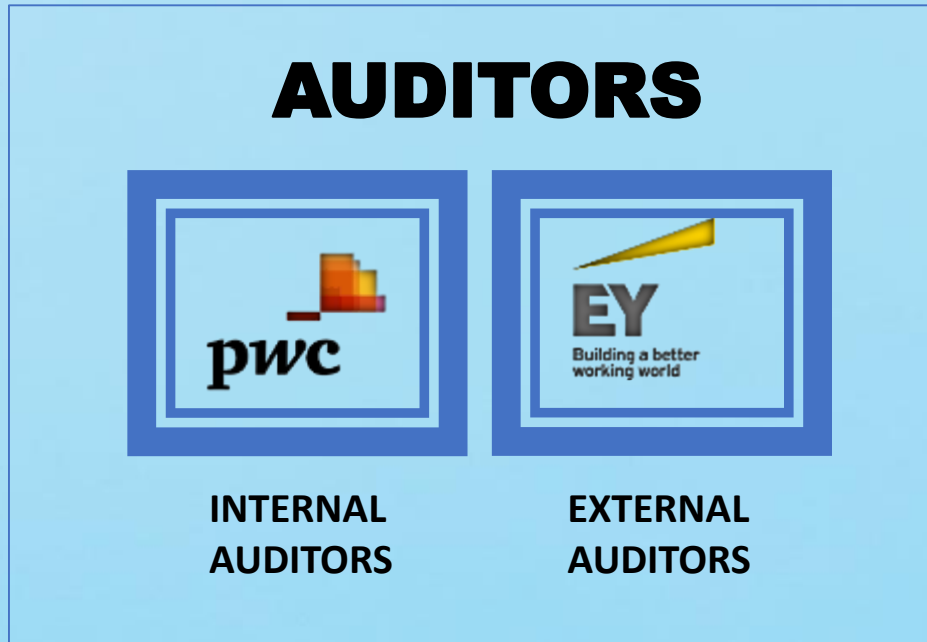 AUDITORS
pwc
EY
Building a better
working world
INTERNAL
AUDITORS
EXTERNAL
AUDITORS